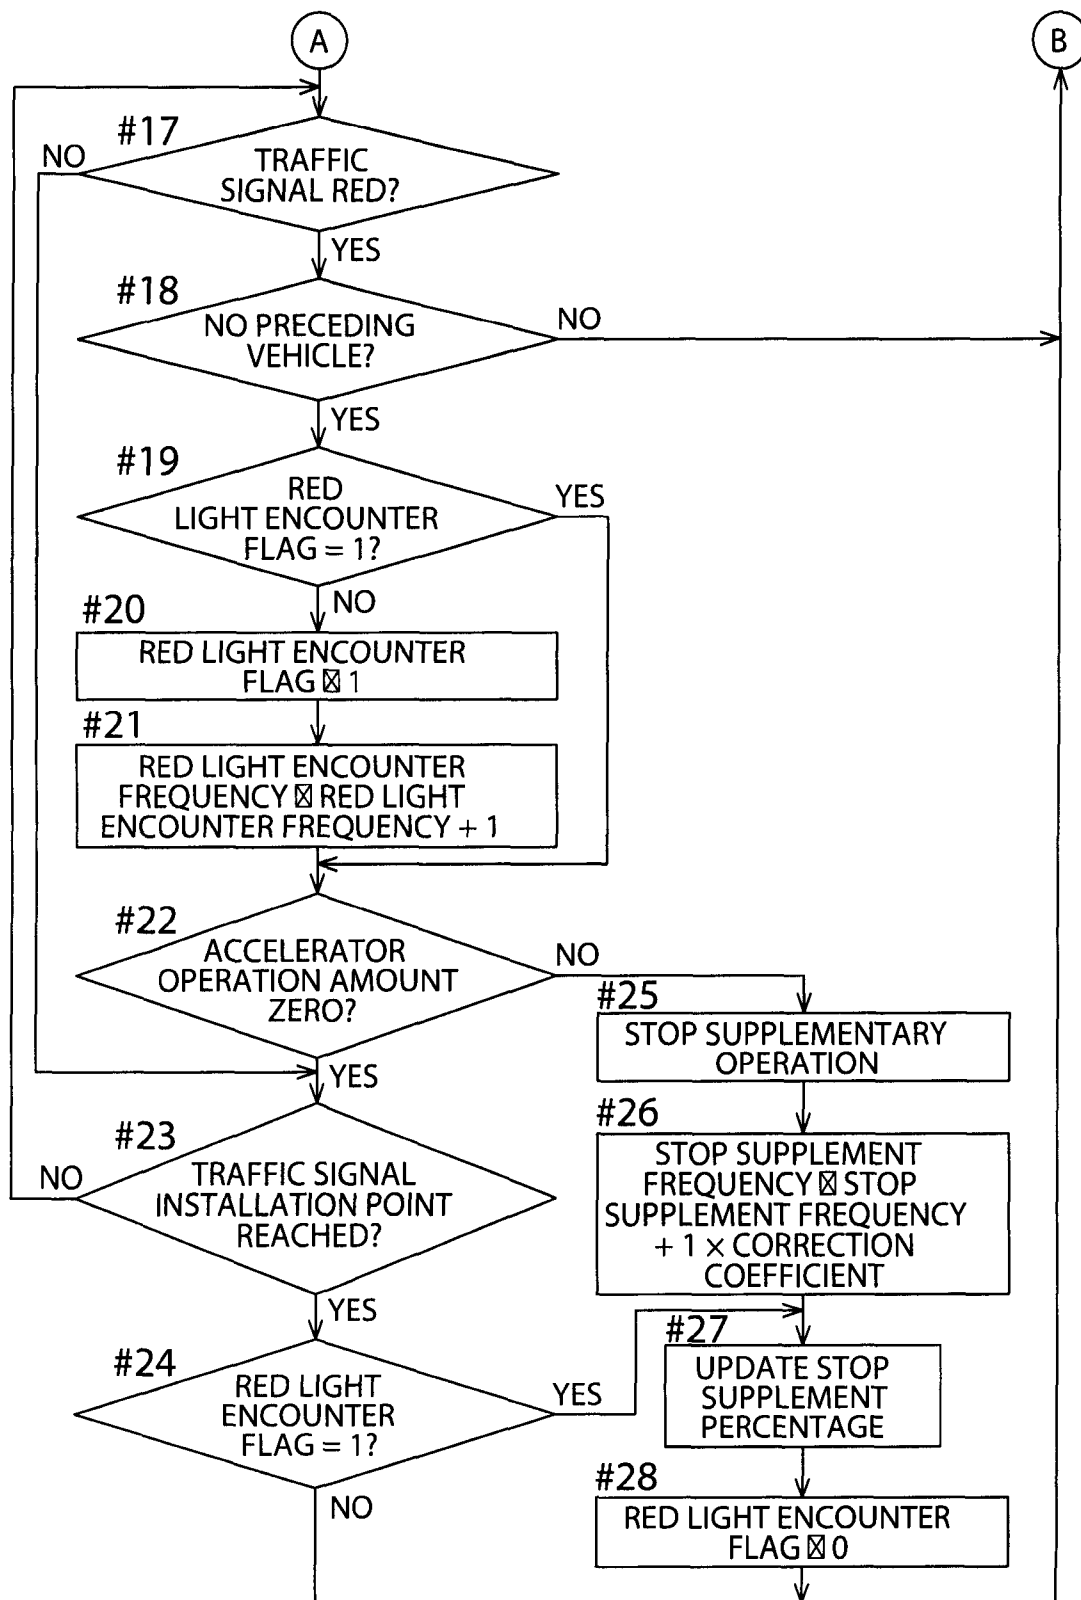 A
B
#17
NO
TRAFFIC
SIGNAL RED?
YES
#18
NO PRECEDING
VEHICLE?
NO
YES
#19
RED
LIGHT ENCOUNTER
FLAG = 1?
YES
NO
#20
RED LIGHT ENCOUNTER
FLAG ☒ 1
#21
RED LIGHT ENCOUNTER
FREQUENCY ☒ RED LIGHT
ENCOUNTER FREQUENCY + 1
#22
ACCELERATOR
OPERATION AMOUNT
ZERO?
NO
YES
#25
STOP SUPPLEMENTARY
OPERATION
#26
STOP SUPPLEMENT
FREQUENCY ☒ STOP
SUPPLEMENT FREQUENCY
+ 1 × CORRECTION
COEFFICIENT
#23
NO
TRAFFIC SIGNAL
INSTALLATION POINT
REACHED?
YES
#27
UPDATE STOP
SUPPLEMENT
PERCENTAGE
#24
RED LIGHT
ENCOUNTER
FLAG = 1?
YES
NO
#28
RED LIGHT ENCOUNTER
FLAG ☒ 0